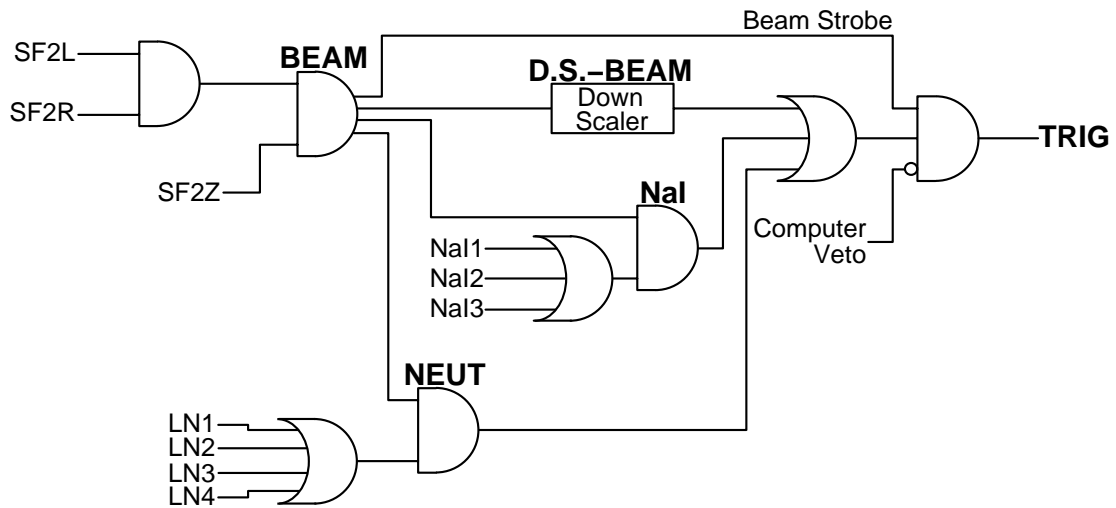 Beam Strobe
SF2L
BEAM
D.S.–BEAM
Down
Scaler
SF2R
TRIG
SF2Z
NaI
Computer
Veto
NaI1
NaI2
NaI3
NEUT
LN1
LN2
LN3
LN4